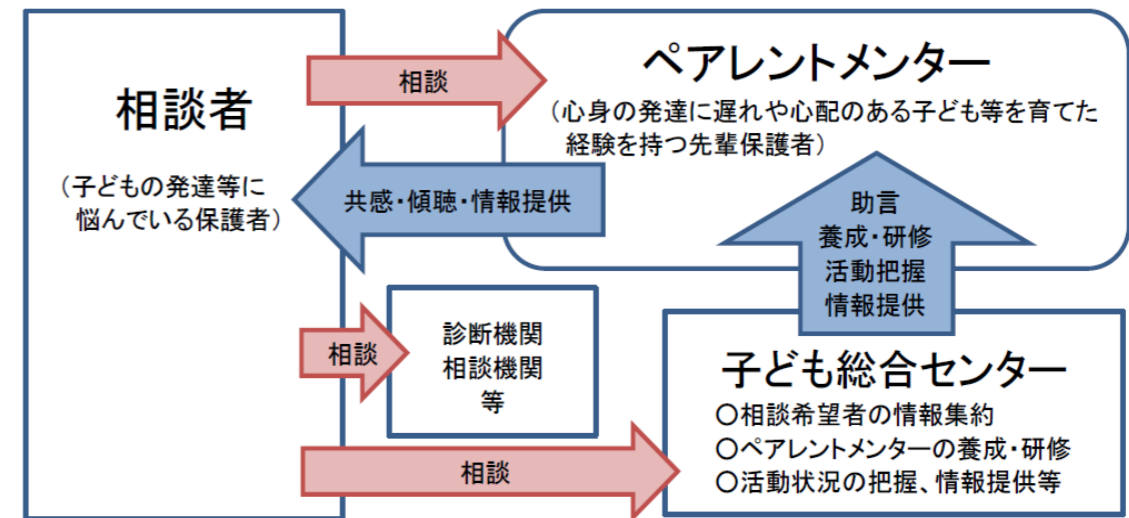 相談者
(子どもの発達等に
悩んでいる保護者)
相談
ペアレントメンター
(心身の発達に遅れや心配のある子ども等を育てた
経験を持つ先輩保護者)
共感・傾聴・情報提供
助言
養成・研修
活動把握
情報提供
相談
診断機関
相談機関
等
相談
子ども総合センター
○相談希望者の情報集約
○ペアレントメンターの養成・研修
○活動状況の把握、情報提供等